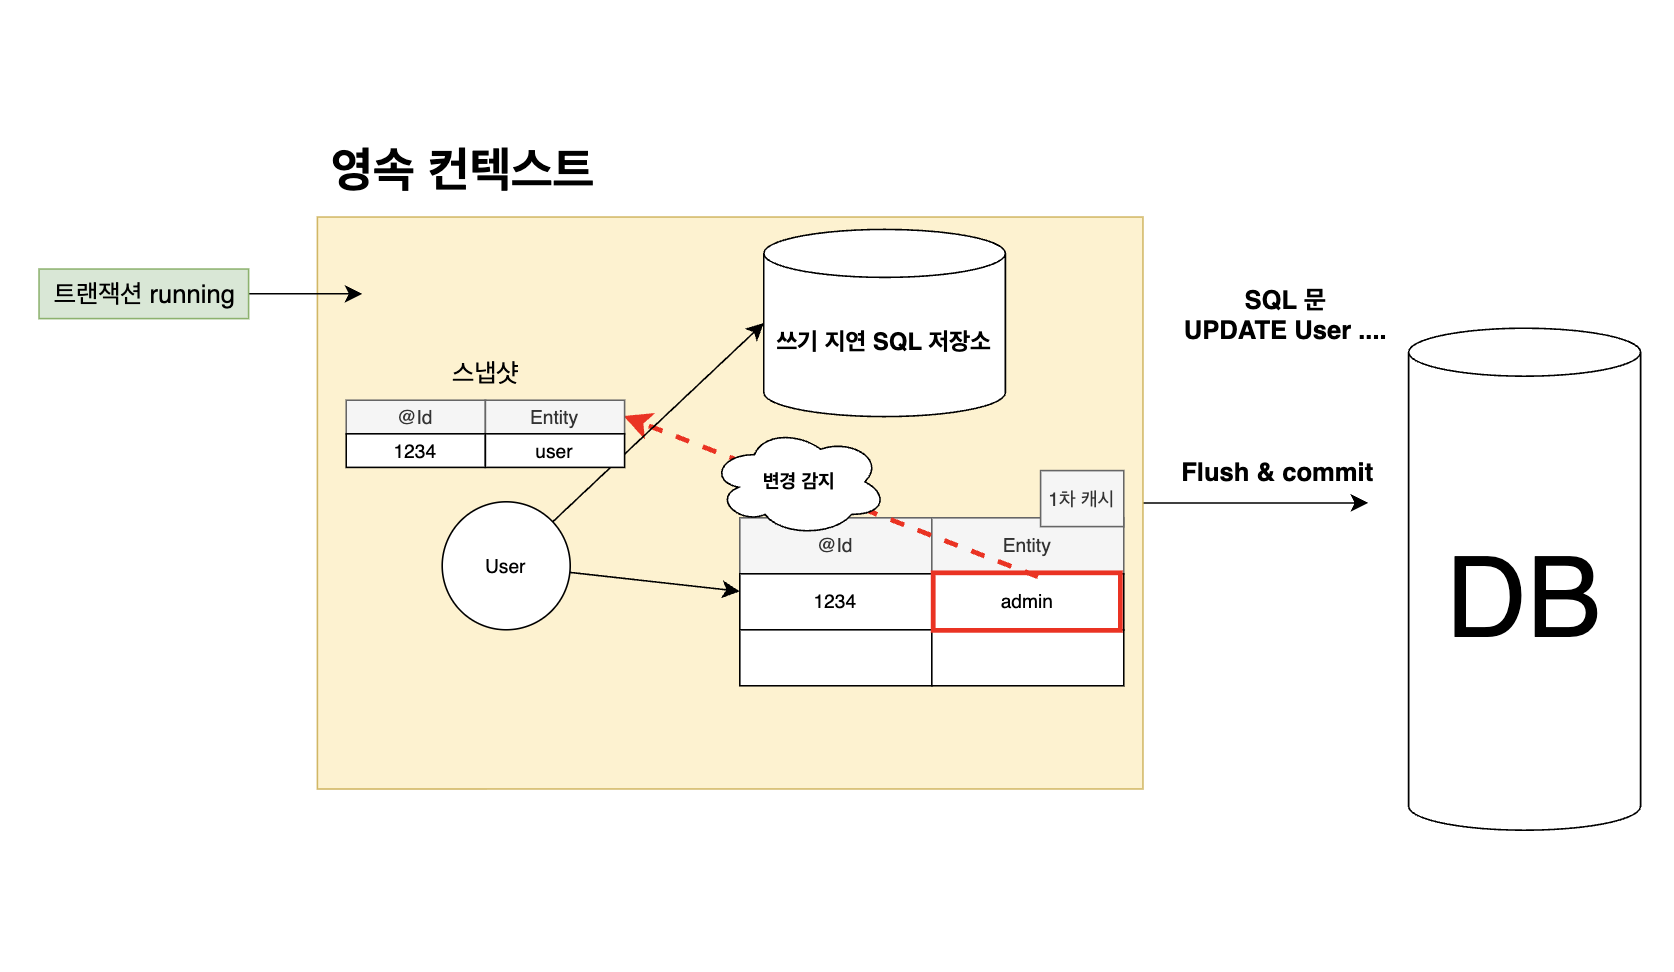 영속 컨텍스트
트랜잭션 running
쓰기 지연 SQL 저장소
SQL 문
UPDATE User ....
스냅샷
@Id Entity
1234 user
변경 감지
Flush & commit
1차 캐시
@Id Entity
User
1234 admin
DB